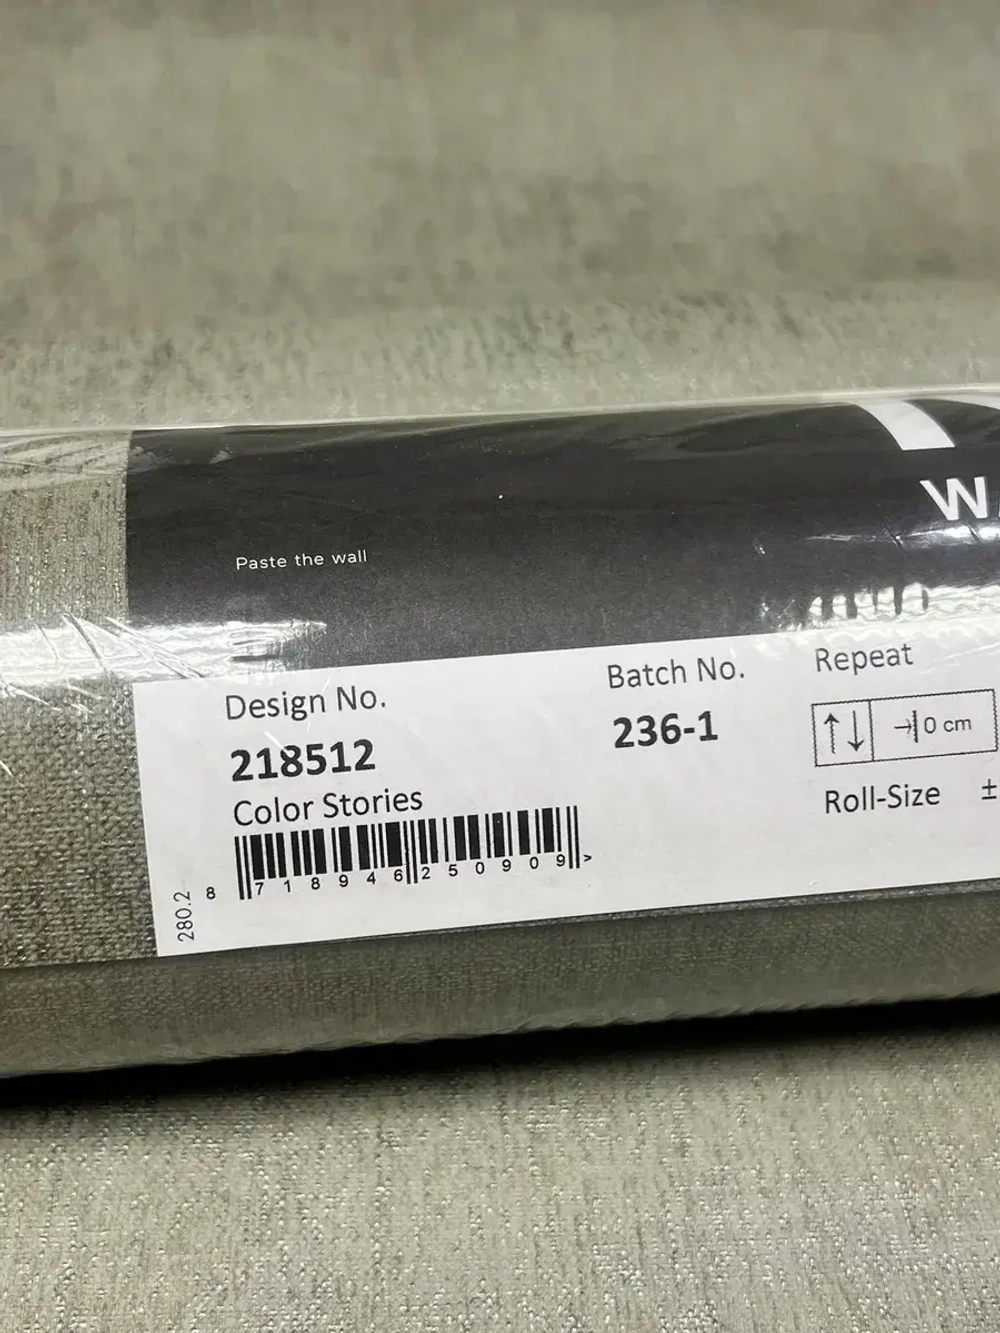 W
Paste the wall
Design No.
218512
Color Stories
8 718946 250909 >
280.2
Batch No.
236-1
Repeat
↑↓ →| 0 cm
Roll-Size ±